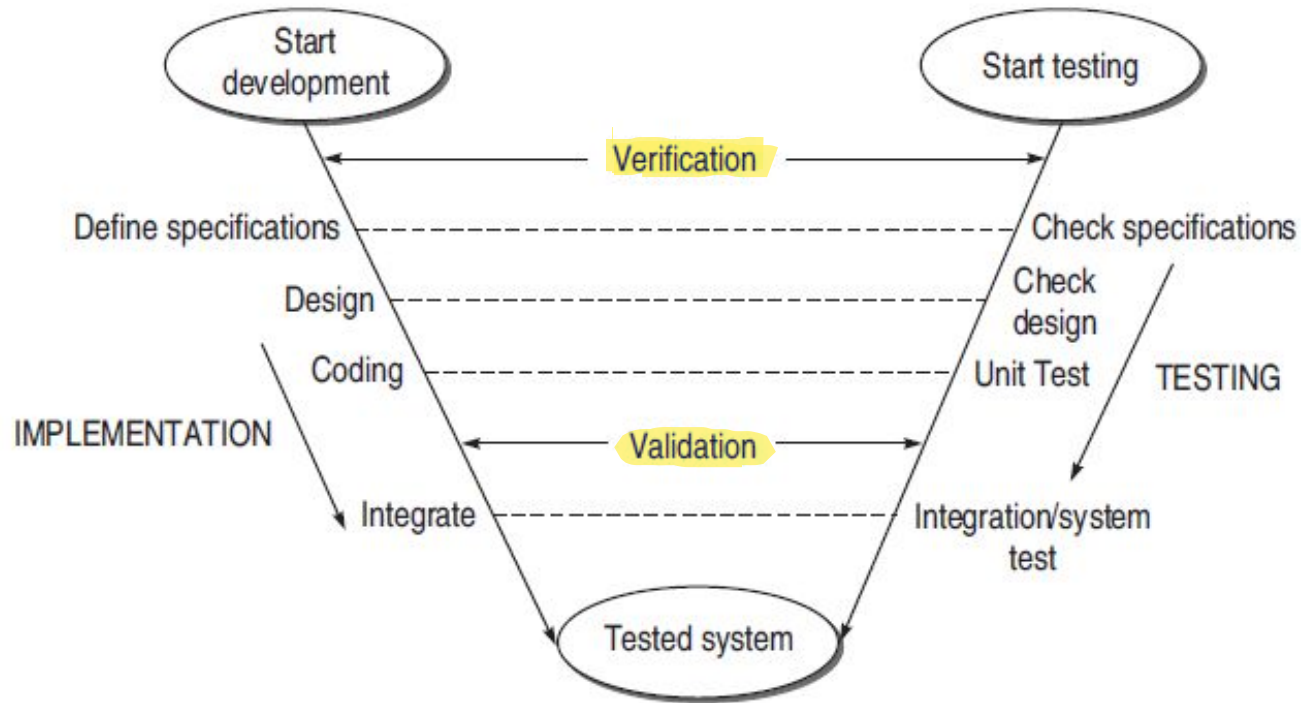 Start
development
Start testing
Verification
Define specifications
Check specifications
Design
Check
design
Coding
Unit Test
TESTING
IMPLEMENTATION
Validation
Integrate
Integration/system
test
Tested system